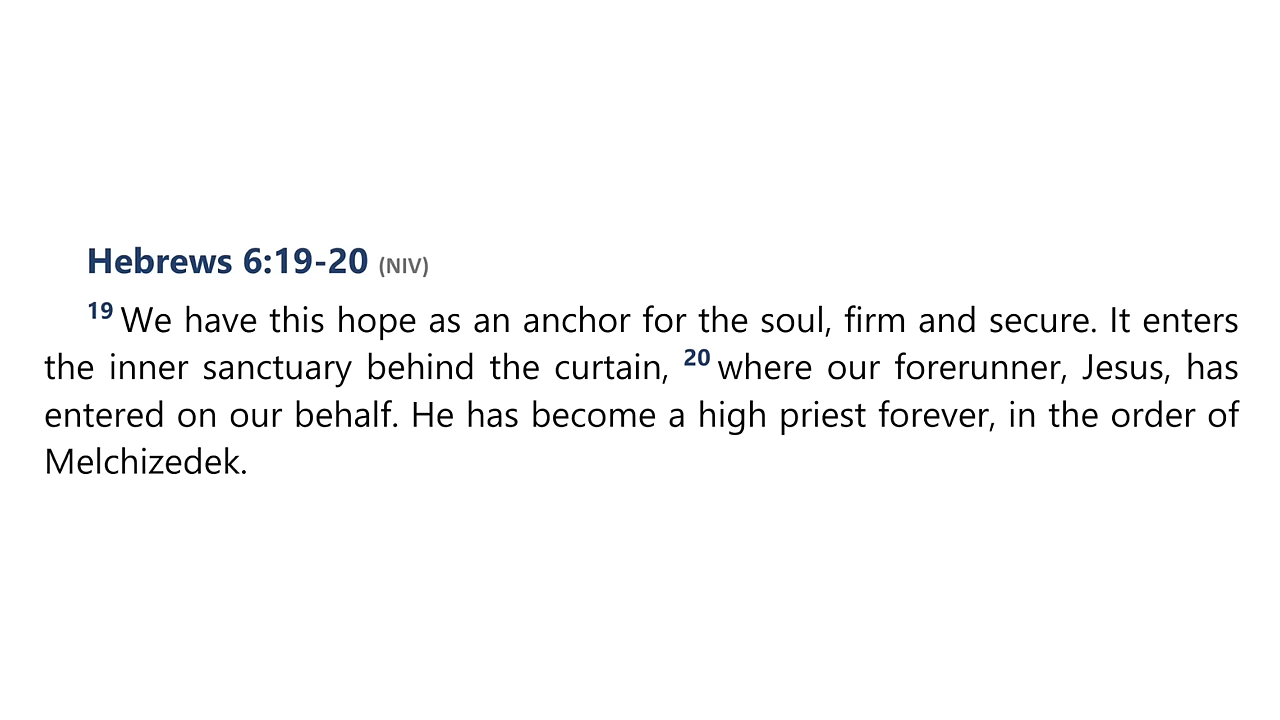 Hebrews 6:19-20 (NIV)
19 We have this hope as an anchor for the soul, firm and secure. It enters
the inner sanctuary behind the curtain, 20 where our forerunner, Jesus, has
entered on our behalf. He has become a high priest forever, in the order of
Melchizedek.